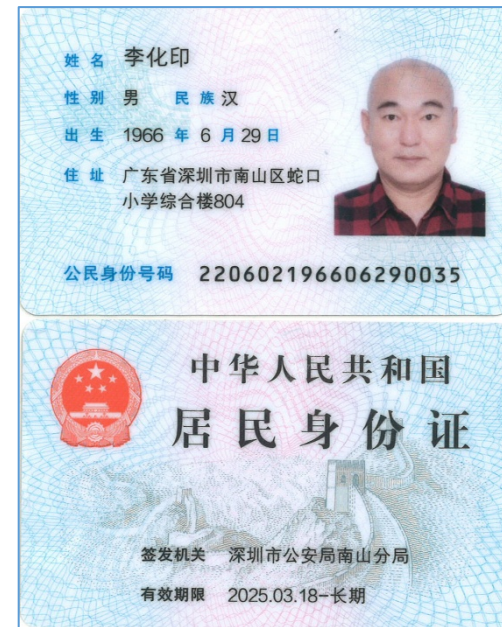 姓名 李化印
性别 男 民族 汉
出生 1966 年 6 月 29 日
住址 广东省深圳市南山区蛇口
小学综合楼804
公民身份号码 220602196606290035
中华人民共和国
居民身份证
签发机关 深圳市公安局南山分局
有效期限 2025.03.18-长期